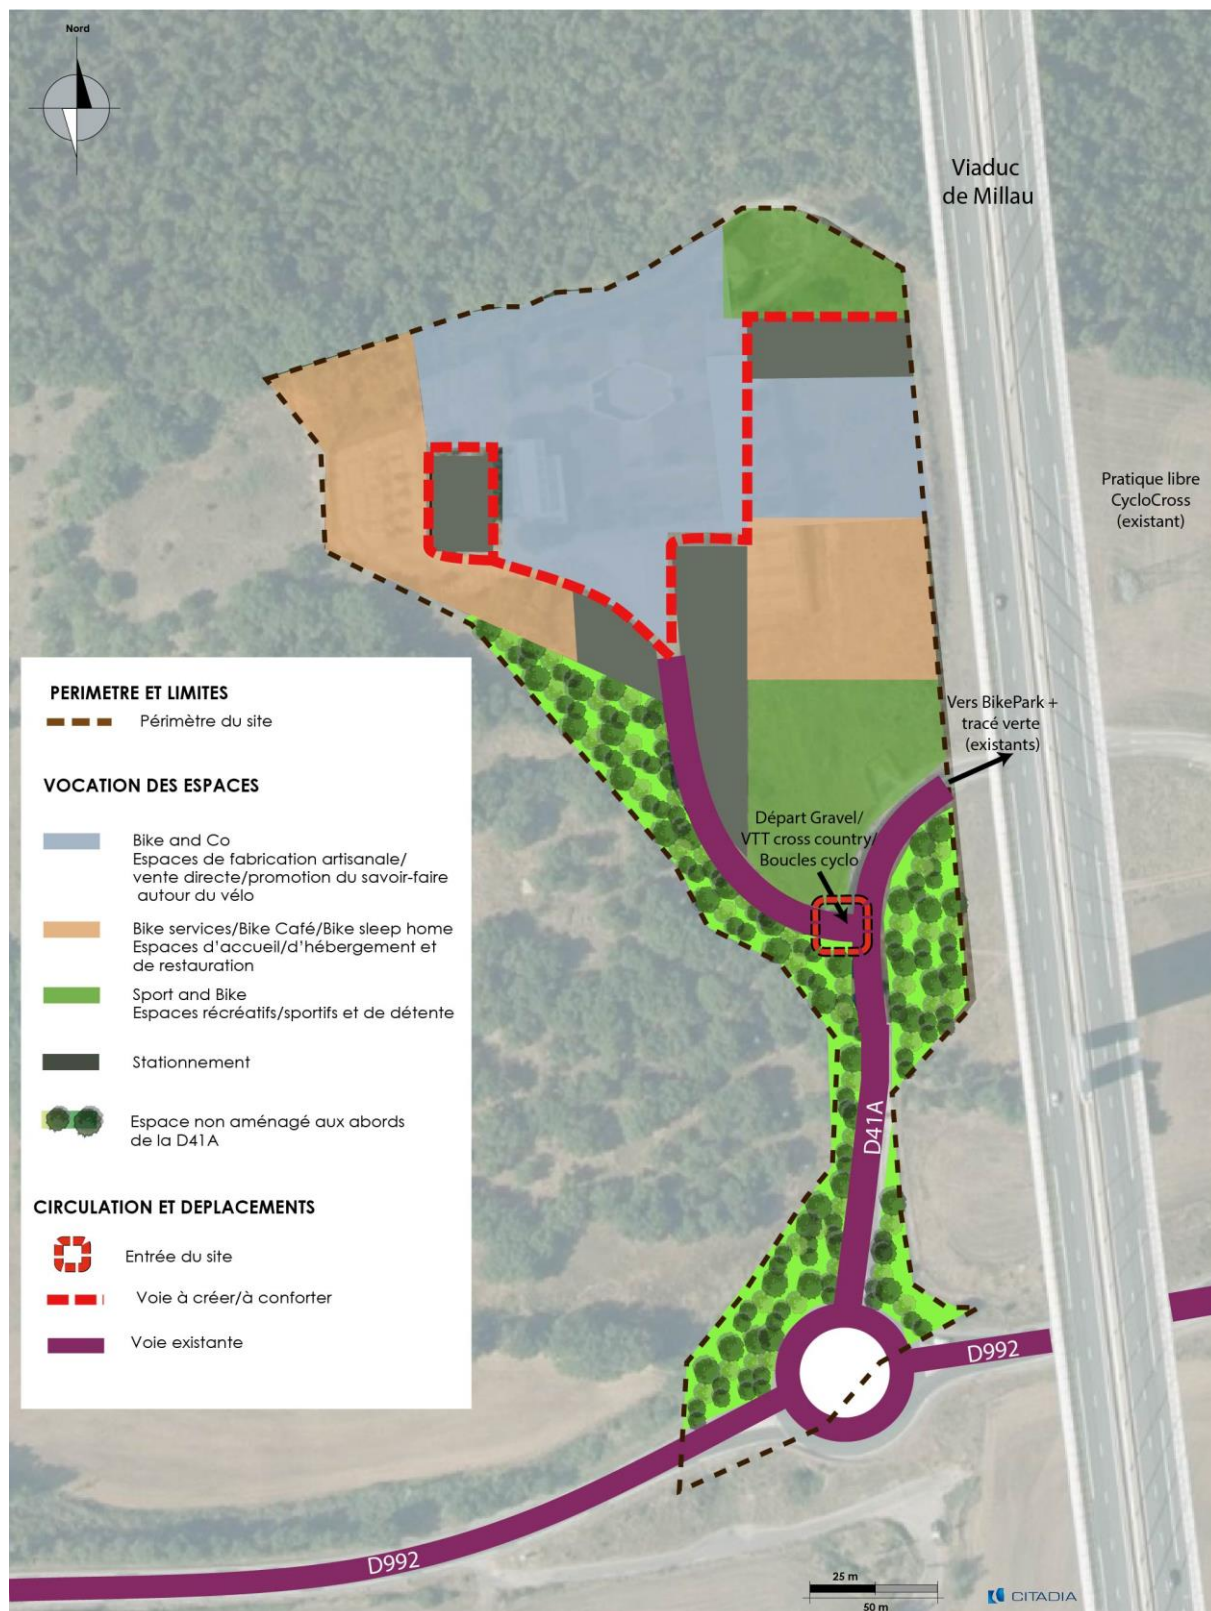 Nord
Viaduc
de Millau
Pratique libre
CycloCross
(existant)
Vers BikePark +
tracé verte
(existants)
Départ Gravel/
VTT cross country/
Boucles cyclo
PERIMETRE ET LIMITES
Périmètre du site
VOCATION DES ESPACES
Bike and Co
Espaces de fabrication artisanale/
vente directe/promotion du savoir-faire
autour du vélo
Bike services/Bike Café/Bike sleep home
Espaces d'accueil/d'hébergement et
de restauration
Sport and Bike
Espaces récréatifs/sportifs et de détente
Stationnement
Espace non aménagé aux abords
de la D41A
CIRCULATION ET DEPLACEMENTS
Entrée du site
Voie à créer/à conforter
Voie existante
D41A
D992
D992
25 m
50 m
CITADIA